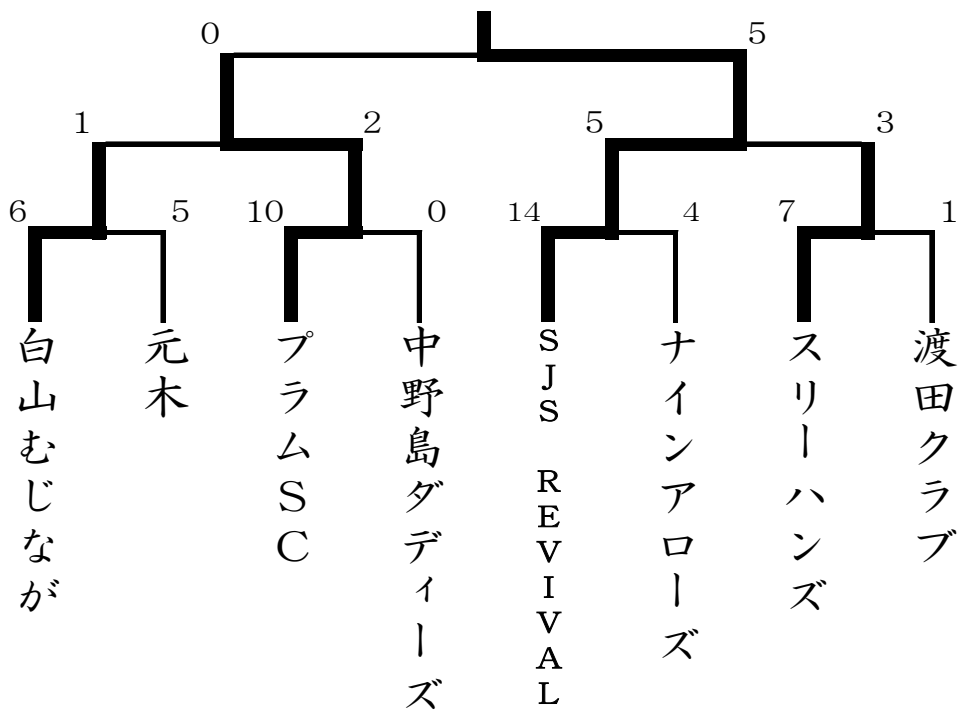 0 5
1 2 5 3
6 5 10 0 14 4 7 1
白山むじなが
元木
プラムSC
中野島ダディーズ
SJS REVIVAL
ナインアローズ
スリーハンズ
渡田クラブ